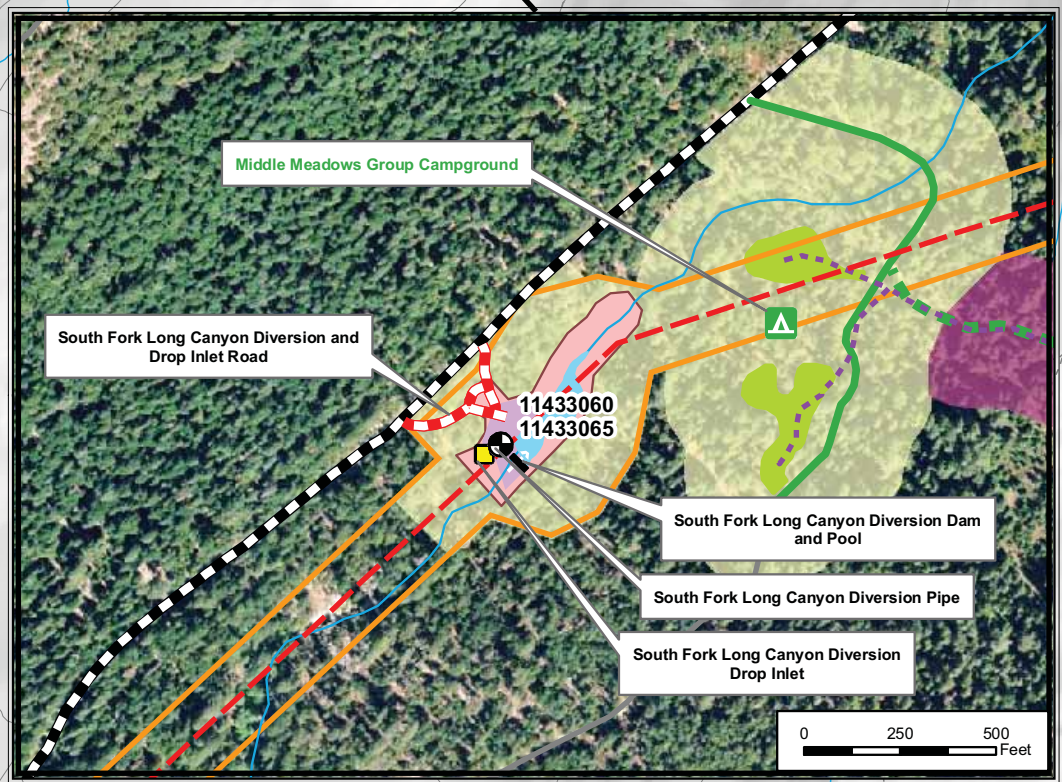 Middle Meadows Group Campground
South Fork Long Canyon Diversion and
Drop Inlet Road
11433060
11433065
South Fork Long Canyon Diversion Dam
and Pool
South Fork Long Canyon Diversion Pipe
South Fork Long Canyon Diversion
Drop Inlet
0 250 500
Feet